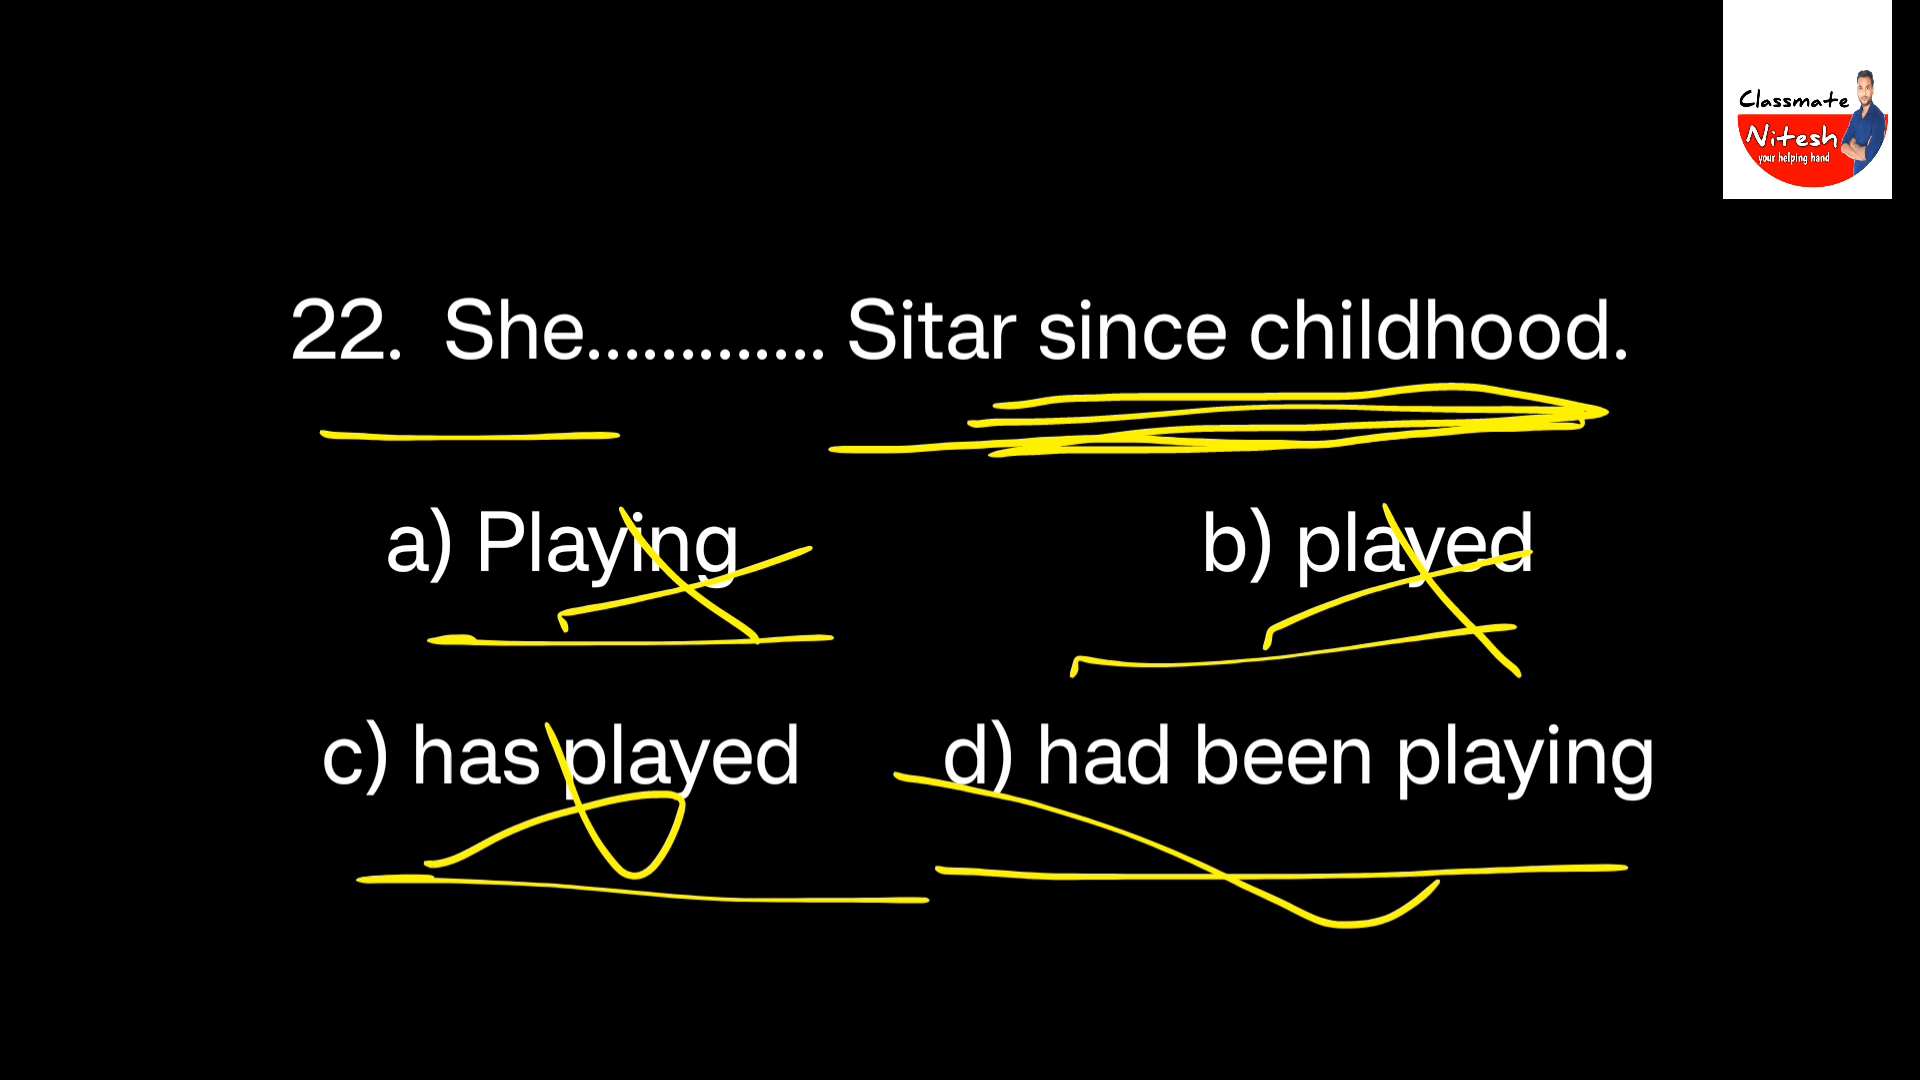 Classmate
Nitesh
your helping hand
22. She............. Sitar since childhood.
a) Playing b) played
c) has played d) had been playing